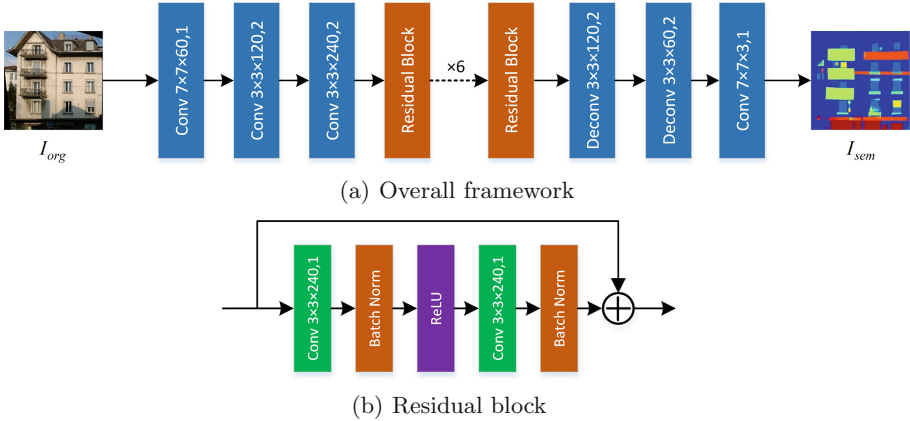 Conv 7×7×60,1
Conv 3×3×120,2
Conv 3×3×240,2
Residual Block
×6
Residual Block
Deconv 3×3×120,2
Deconv 3×3×60,2
Conv 7×7×3,1
I_org
I_sem
(a) Overall framework
Conv 3×3×240,1
Batch Norm
ReLU
Conv 3×3×240,1
Batch Norm
(b) Residual block